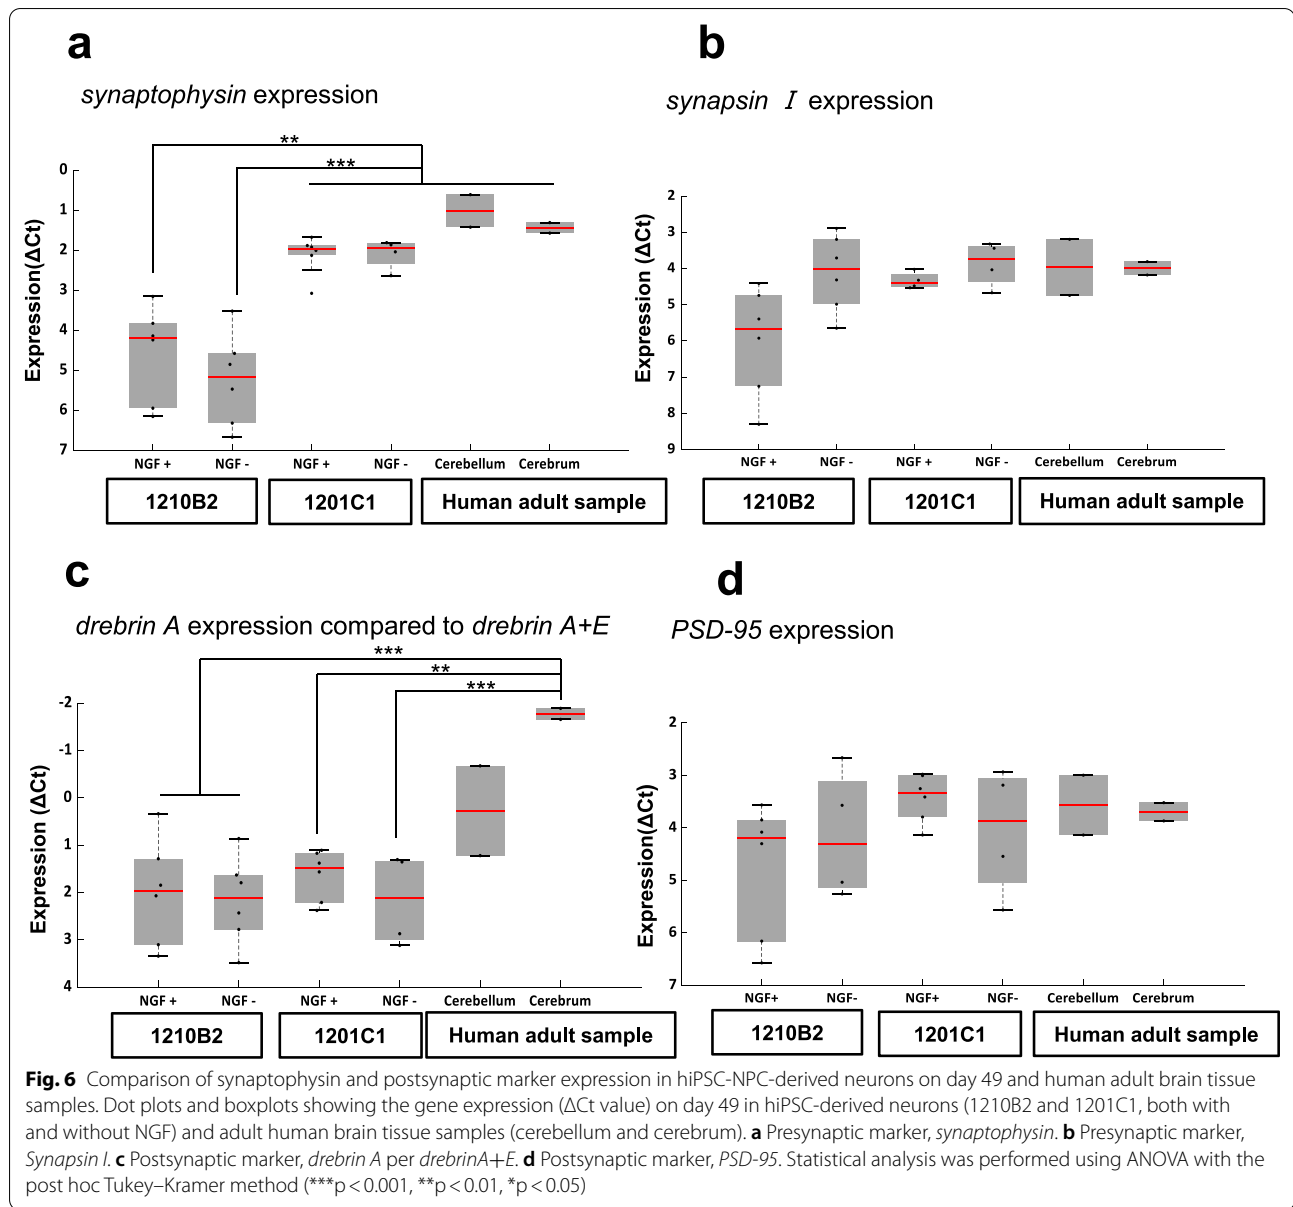 a
synaptophysin expression
**
***
0
1
2
3
4
5
6
7
Expression(ΔCt)
NGF + NGF - NGF + NGF - Cerebellum Cerebrum
1210B2 1201C1 Human adult sample
b
synapsin I expression
2
3
4
5
6
7
8
9
Expression (ΔCt)
NGF + NGF - NGF + NGF - Cerebellum Cerebrum
1210B2 1201C1 Human adult sample
c
drebrin A expression compared to drebrin A+E
***
**
***
-2
-1
0
1
2
3
4
Expression (ΔCt)
NGF + NGF - NGF + NGF - Cerebellum Cerebrum
1210B2 1201C1 Human adult sample
d
PSD-95 expression
2
3
4
5
6
7
Expression(ΔCt)
NGF+ NGF- NGF+ NGF- Cerebellum Cerebrum
1210B2 1201C1 Human adult sample
Fig. 6 Comparison of synaptophysin and postsynaptic marker expression in hiPSC-NPC-derived neurons on day 49 and human adult brain tissue
samples. Dot plots and boxplots showing the gene expression (ΔCt value) on day 49 in hiPSC-derived neurons (1210B2 and 1201C1, both with
and without NGF) and adult human brain tissue samples (cerebellum and cerebrum). a Presynaptic marker, synaptophysin. b Presynaptic marker,
Synapsin I. c Postsynaptic marker, drebrin A per drebrinA+E. d Postsynaptic marker, PSD-95. Statistical analysis was performed using ANOVA with the
post hoc Tukey–Kramer method (***p < 0.001, **p < 0.01, *p < 0.05)